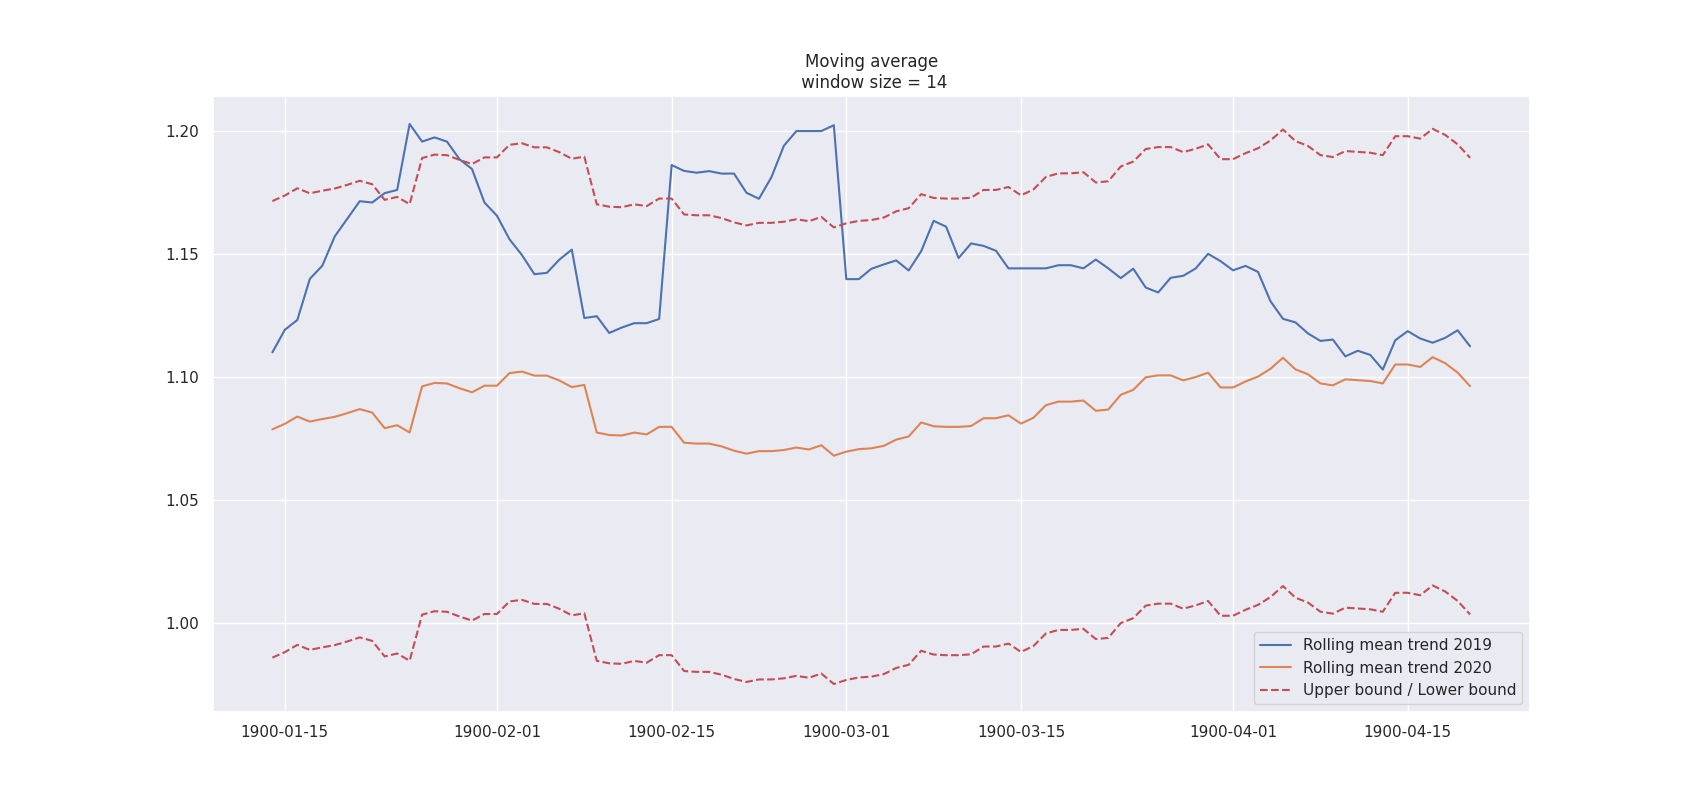 Moving average
window size = 14
1.20
1.15
1.10
1.05
1.00
Rolling mean trend 2019
Rolling mean trend 2020
Upper bound / Lower bound
1900-01-15 1900-02-01 1900-02-15 1900-03-01 1900-03-15 1900-04-01 1900-04-15